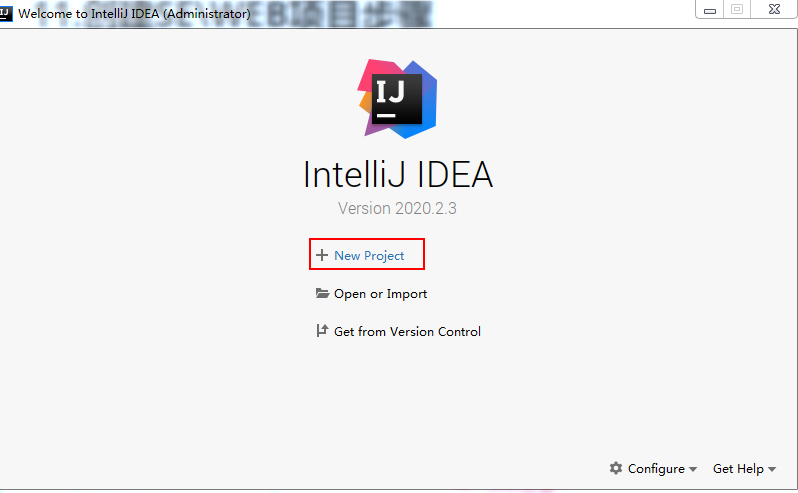 Welcome to IntelliJ IDEA (Administrator)
IJ
IntelliJ IDEA
Version 2020.2.3
New Project
Open or Import
Get from Version Control
Configure
Get Help